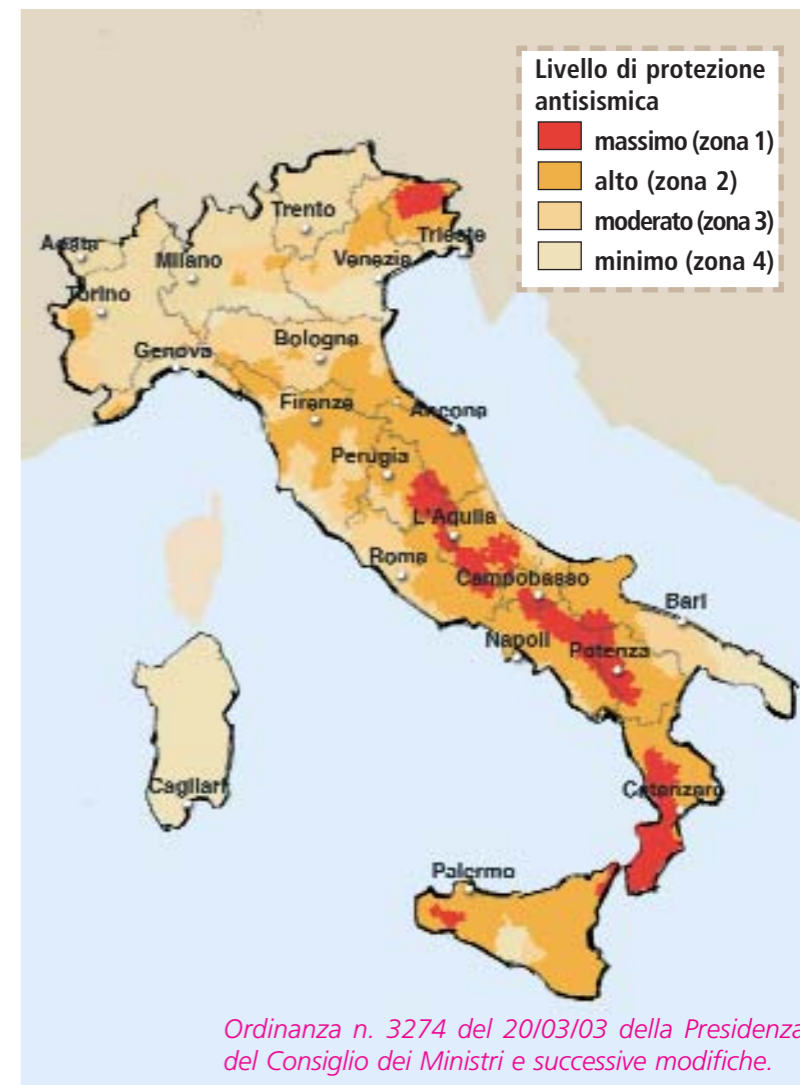 Livello di protezione
antisismica
massimo (zona 1)
alto (zona 2)
moderato (zona 3)
minimo (zona 4)
Trento
Aosta
Milano
Venezia
Trieste
Torino
Genova
Bologna
Firenze
Ancona
Perugia
L'Aquila
Roma
Campobasso
Bari
Napoli
Potenza
Cagliari
Catanzaro
Palermo
Ordinanza n. 3274 del 20/03/03 della Presidenza
del Consiglio dei Ministri e successive modifiche.